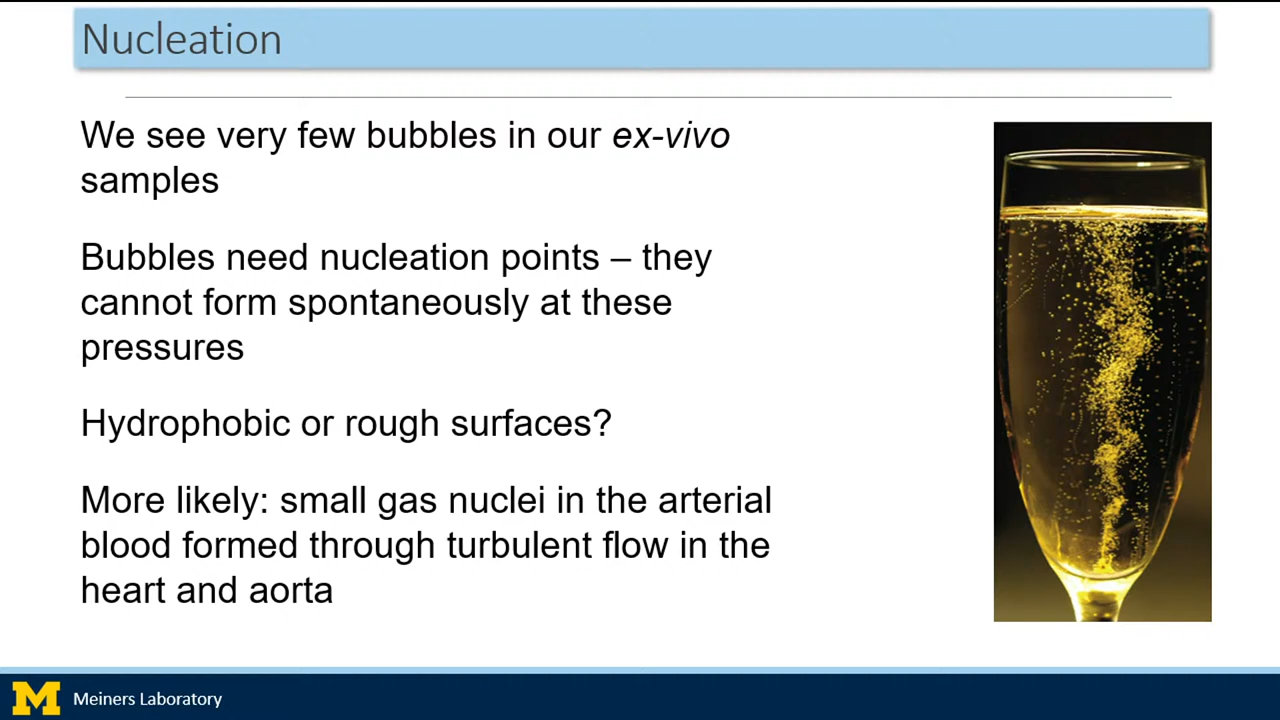 Nucleation
We see very few bubbles in our ex-vivo
samples
Bubbles need nucleation points – they
cannot form spontaneously at these
pressures
Hydrophobic or rough surfaces?
More likely: small gas nuclei in the arterial
blood formed through turbulent flow in the
heart and aorta
M Meiners Laboratory